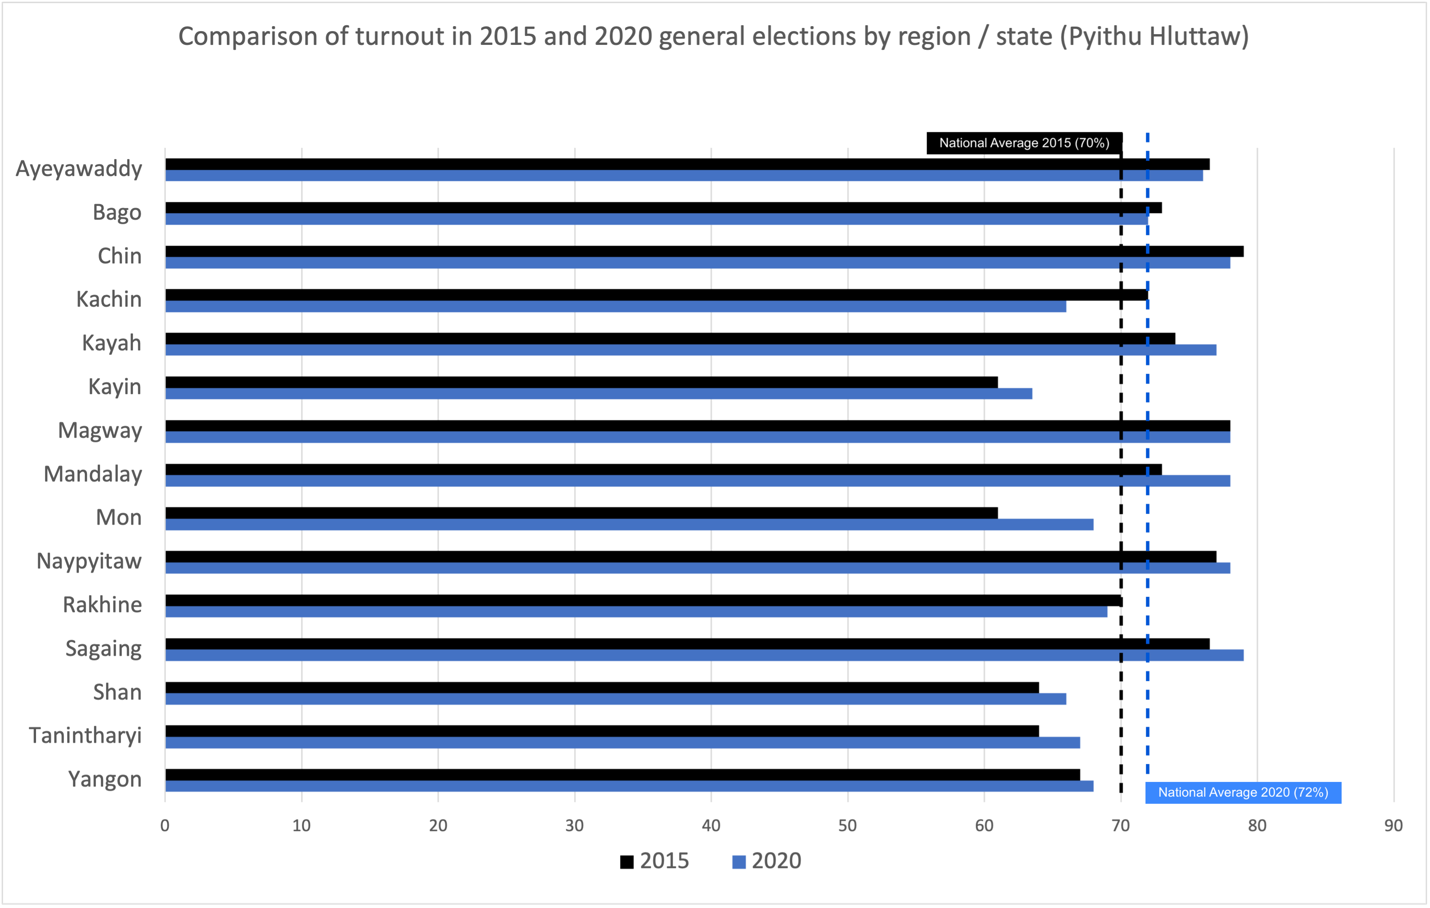 Comparison of turnout in 2015 and 2020 general elections by region / state (Pyithu Hluttaw)
National Average 2015 (70%)
Ayeyawaddy
Bago
Chin
Kachin
Kayah
Kayin
Magway
Mandalay
Mon
Naypyitaw
Rakhine
Sagaing
Shan
Tanintharyi
Yangon
National Average 2020 (72%)
0 10 20 30 40 50 60 70 80 90
2015 2020